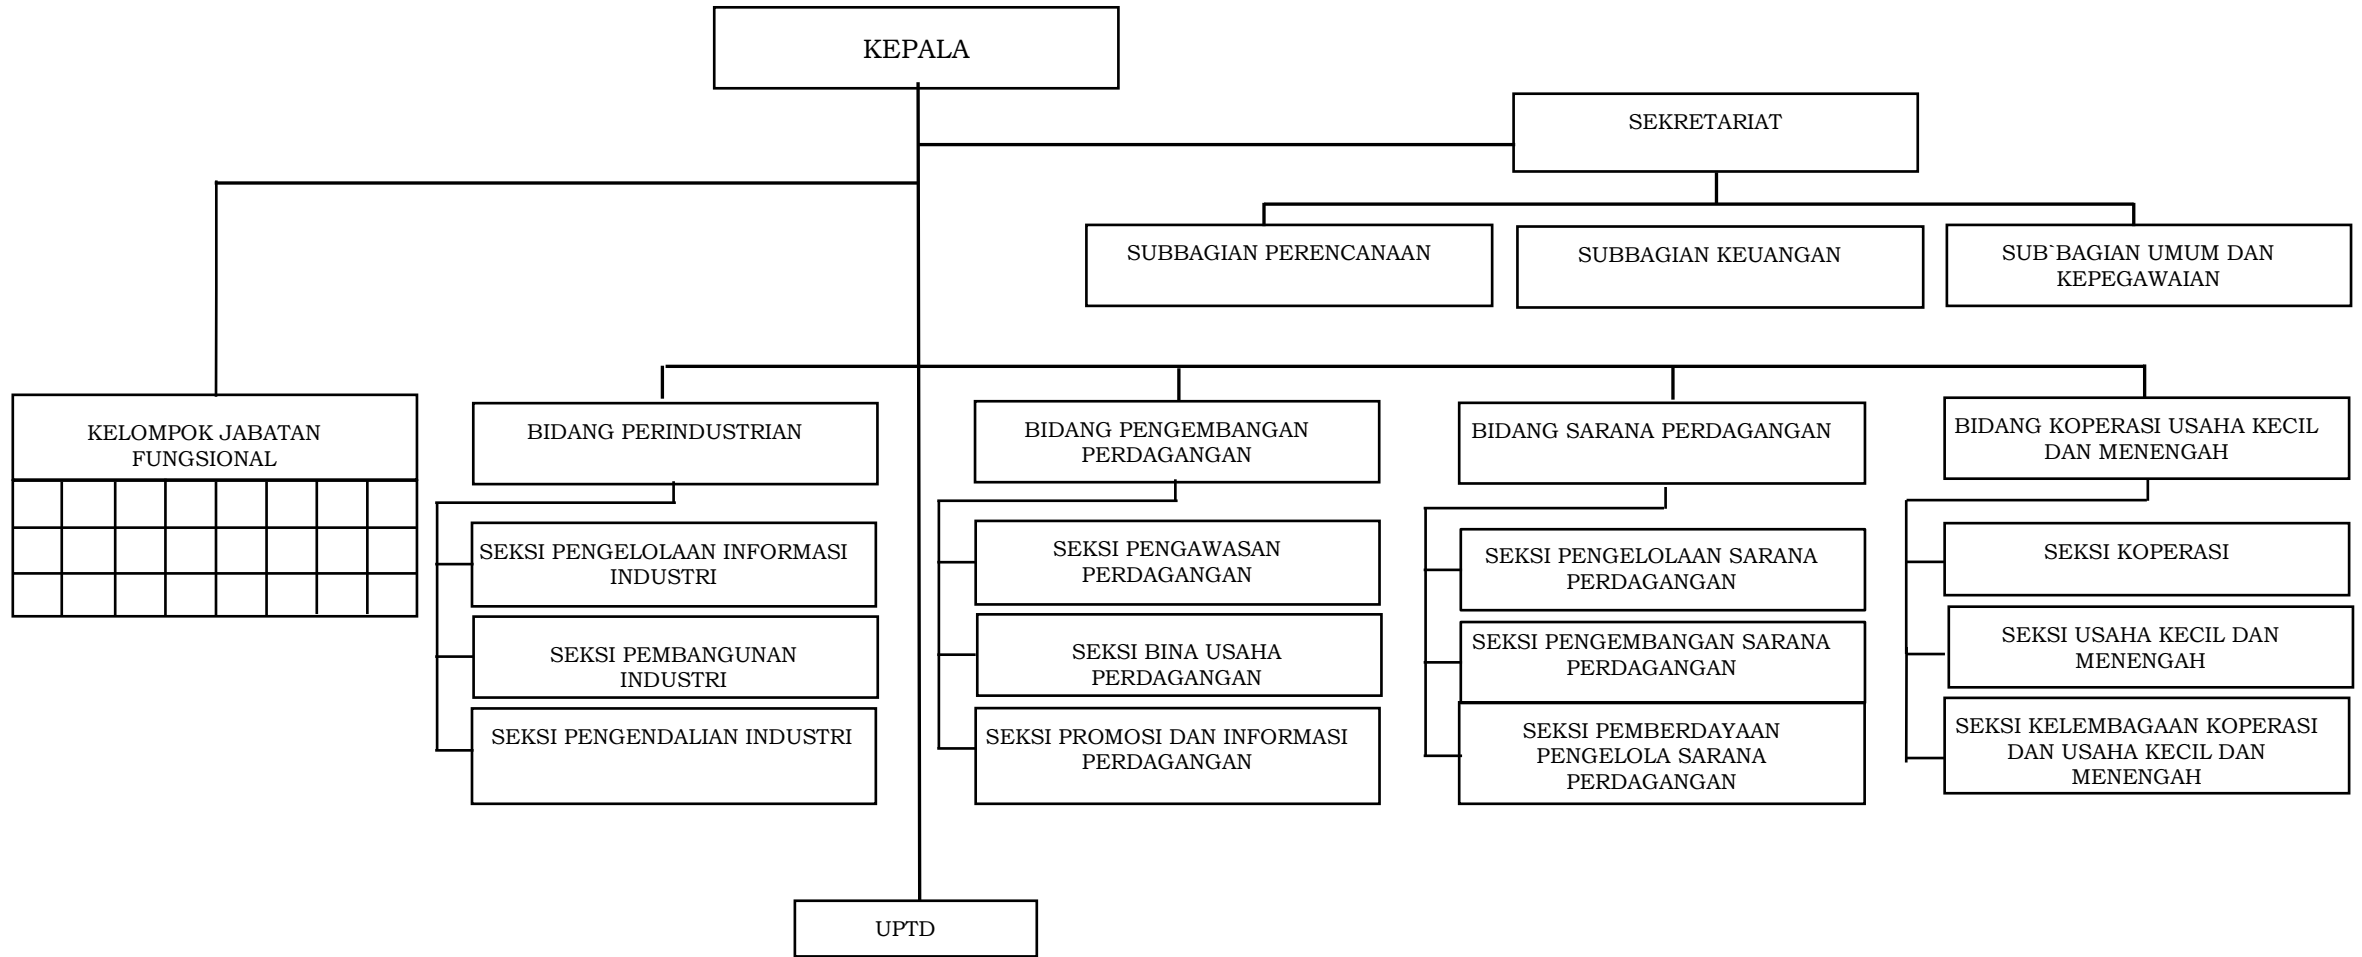 KEPALA
SEKRETARIAT
SUBBAGIAN PERENCANAAN
SUBBAGIAN KEUANGAN
SUB`BAGIAN UMUM DAN
KEPEGAWAIAN
KELOMPOK JABATAN
FUNGSIONAL
BIDANG PERINDUSTRIAN
SEKSI PENGELOLAAN INFORMASI
INDUSTRI
SEKSI PEMBANGUNAN
INDUSTRI
SEKSI PENGENDALIAN INDUSTRI
BIDANG PENGEMBANGAN
PERDAGANGAN
SEKSI PENGAWASAN
PERDAGANGAN
SEKSI BINA USAHA
PERDAGANGAN
SEKSI PROMOSI DAN INFORMASI
PERDAGANGAN
BIDANG SARANA PERDAGANGAN
SEKSI PENGELOLAAN SARANA
PERDAGANGAN
SEKSI PENGEMBANGAN SARANA
PERDAGANGAN
SEKSI PEMBERDAYAAN
PENGELOLA SARANA
PERDAGANGAN
BIDANG KOPERASI USAHA KECIL
DAN MENENGAH
SEKSI KOPERASI
SEKSI USAHA KECIL DAN
MENENGAH
SEKSI KELEMBAGAAN KOPERASI
DAN USAHA KECIL DAN
MENENGAH
UPTD